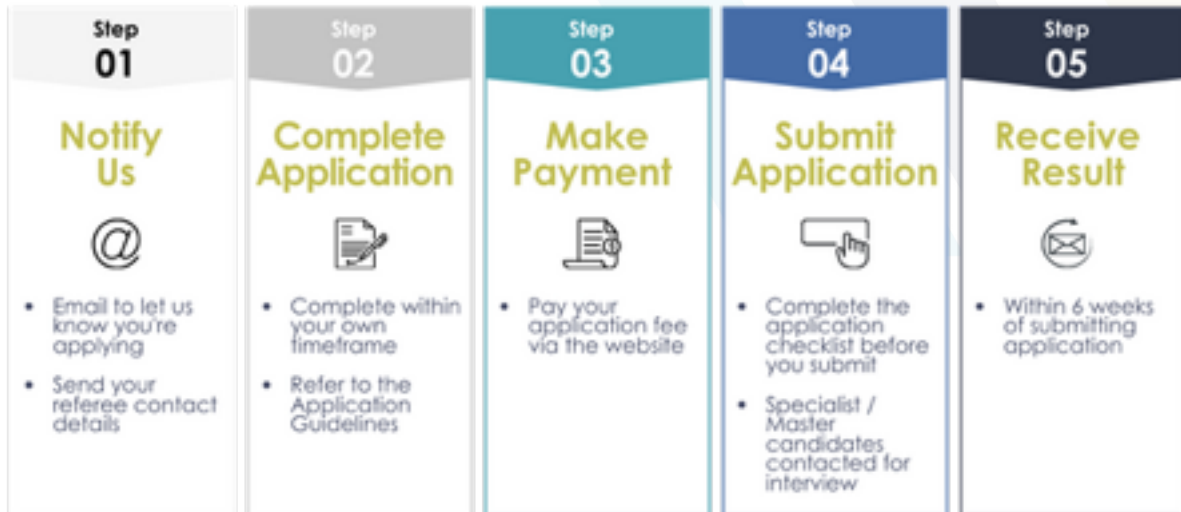 Step
01
Notify
Us
@
• Email to let us
know you're
applying
• Send your
referee contact
details
Step
02
Complete
Application
• Complete within
your own
timeframe
• Refer to the
Application
Guidelines
Step
03
Make
Payment
• Pay your
application fee
via the website
Step
04
Submit
Application
• Complete the
application
checklist before
you submit
• Specialist /
Master
candidates
contacted for
interview
Step
05
Receive
Result
• Within 6 weeks
of submitting
application